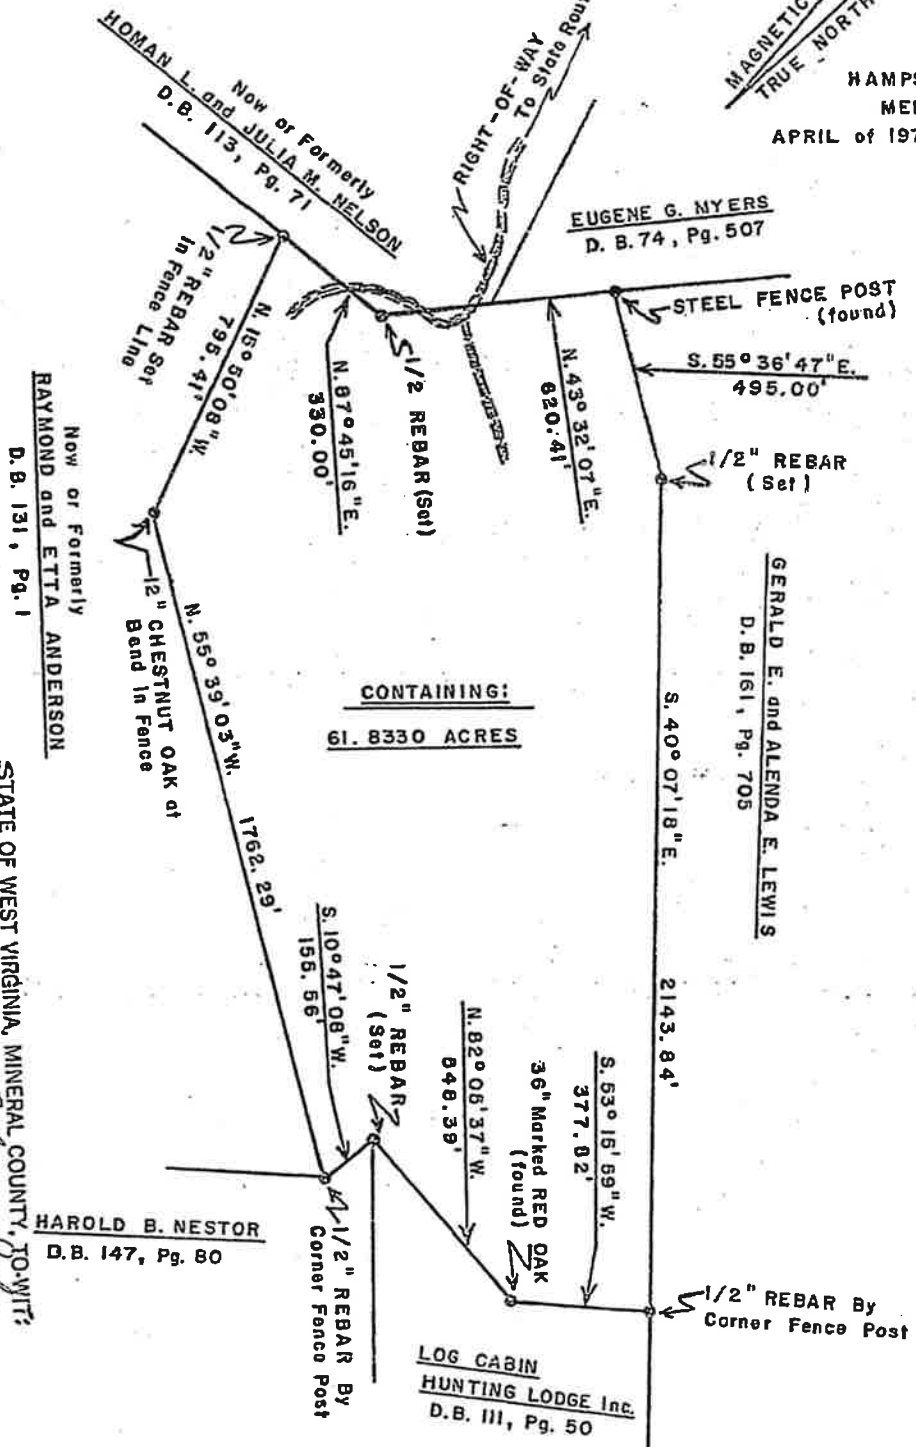 MAGNETIC
TRUE NORTH
HAMPS
MER
APRIL of 197
Now or Formerly
HOMAN L. and JULIA M. NELSON
D.B. 113, Pg. 71
RIGHT-OF-WAY
To State Rou
EUGENE G. MYERS
D. B. 74, Pg. 507
STEEL FENCE POST
(found)
S. 55° 36' 47" E.
495.00'
1/2" REBAR
(Set)
1/2" REBAR Set
in Fence Line
N. 15° 50' 08" W.
795.41'
N. 87° 45' 16" E.
330.00'
1/2 REBAR (Set)
N. 43° 32' 07" E.
620.41'
GERALD E. and ALENDA E. LEWIS
D. B. 161, Pg. 705
Now or Formerly
RAYMOND and ETTA ANDERSON
D.B. 131, Pg. 1
12" CHESTNUT OAK at
Bend in Fence
N. 55° 39' 03" W.
1762.29'
CONTAINING:
61.8330 ACRES
S. 40° 07' 18" E.
2143.84'
S. 10° 47' 08" W.
155.56'
1/2" REBAR
(Set)
N. 82° 05' 37" W.
848.39'
36" Marked RED OAK
(found)
S. 53° 15' 59" W.
377.82'
1/2" REBAR By
Corner Fence Post
HAROLD B. NESTOR
D.B. 147, Pg. 80
1/2" REBAR By
Corner Fence Post
LOG CABIN
HUNTING LODGE Inc.
D.B. 111, Pg. 50
STATE OF WEST VIRGINIA, MINERAL COUNTY, TO-WIT: